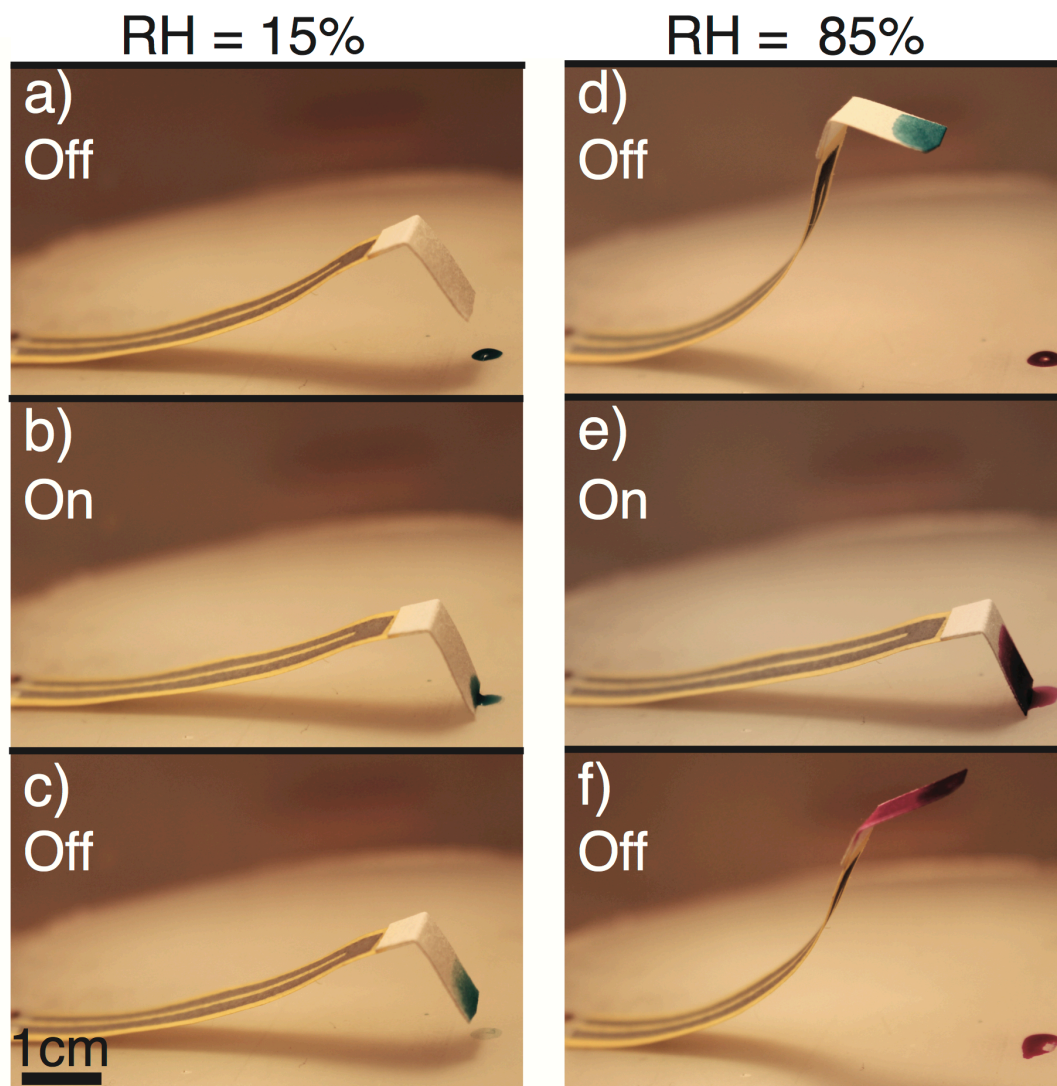 RH = 15%
RH = 85%
a)
Off
d)
Off
b)
On
e)
On
c)
Off
f)
Off
1cm